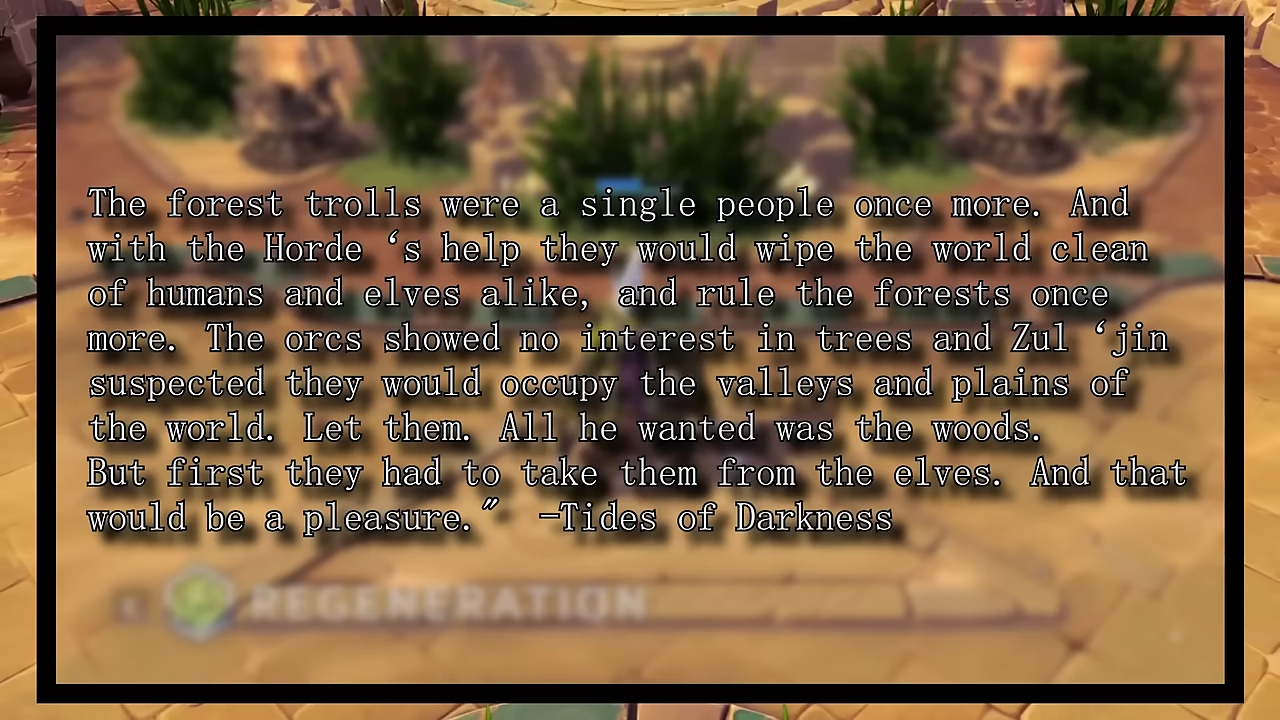 The forest trolls were a single people once more. And
with the Horde ‘s help they would wipe the world clean
of humans and elves alike, and rule the forests once
more. The orcs showed no interest in trees and Zul ‘jin
suspected they would occupy the valleys and plains of
the world. Let them. All he wanted was the woods.
But first they had to take them from the elves. And that
would be a pleasure.” –Tides of Darkness
REGENERATION